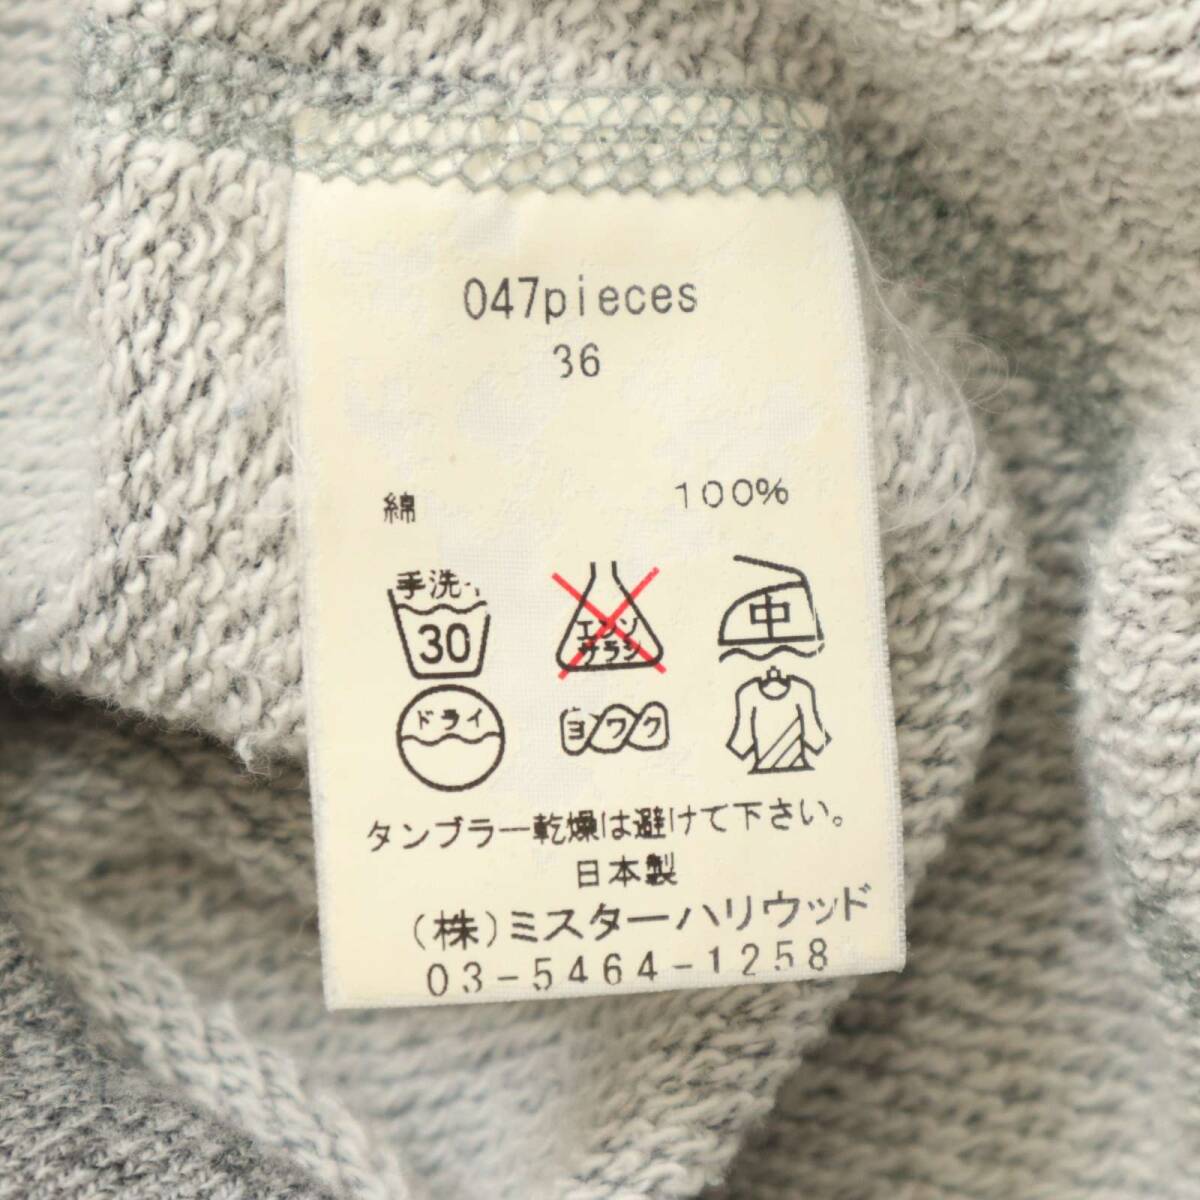 047pieces
36
綿 100%
手洗イ
30
エンソ
サラシ
中
ドライ
ヨワク
タンブラー乾燥は避けて下さい。
日本製
(株)ミスターハリウッド
03-5464-1258